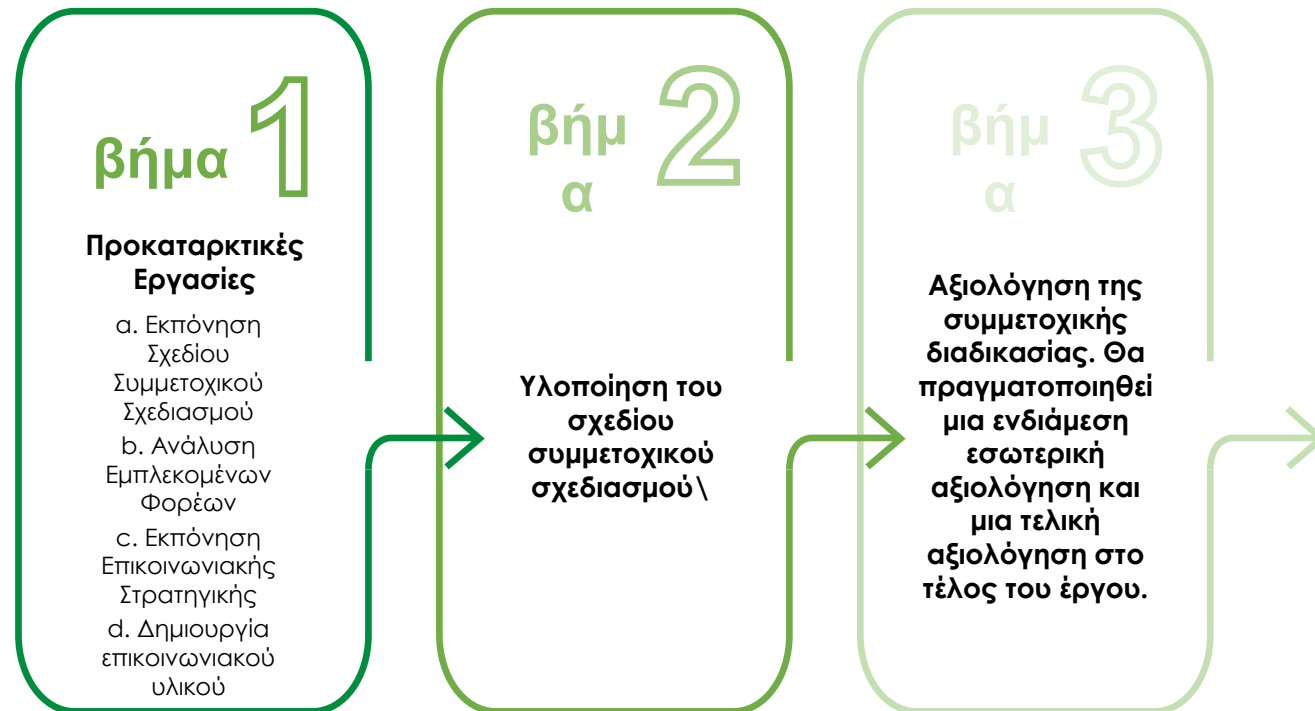 βήμα 1
Προκαταρκτικές
Εργασίες
a. Εκπόνηση
Σχεδίου
Συμμετοχικού
Σχεδιασμού
b. Ανάλυση
Εμπλεκομένων
Φορέων
c. Εκπόνηση
Επικοινωνιακής
Στρατηγικής
d. Δημιουργία
επικοινωνιακού
υλικού
βήμ 2
α
Υλοποίηση του
σχεδίου
συμμετοχικού
σχεδιασμού\
βήμ 3
α
Αξιολόγηση της
συμμετοχικής
διαδικασίας. Θα
πραγματοποιηθεί
μια ενδιάμεση
εσωτερική
αξιολόγηση και
μια τελική
αξιολόγηση στο
τέλος του έργου.